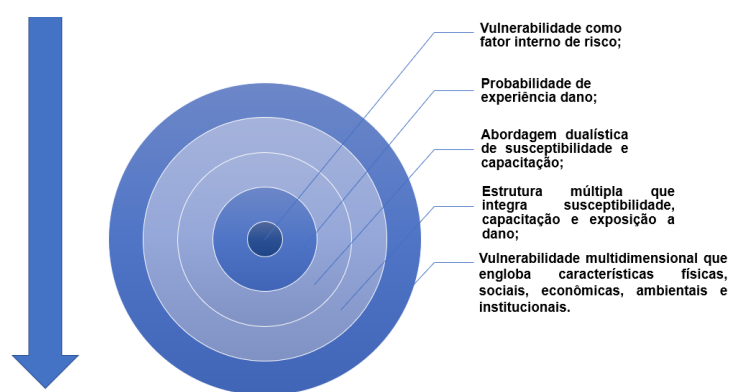 Vulnerabilidade como
fator interno de risco;
Probabilidade de
experiência dano;
Abordagem dualística
de susceptibilidade e
capacitação;
Estrutura múltipla que
integra susceptibilidade,
capacitação e exposição a
dano;
Vulnerabilidade multidimensional que
engloba características físicas,
sociais, econômicas, ambientais e
institucionais.